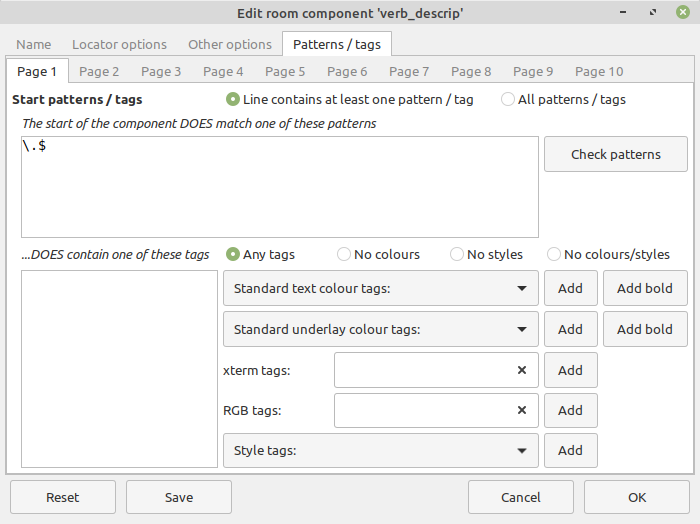 Edit room component 'verb_descrip'
Name Locator options Other options Patterns / tags
Page 1 Page 2 Page 3 Page 4 Page 5 Page 6 Page 7 Page 8 Page 9 Page 10
Start patterns / tags Line contains at least one pattern / tag All patterns / tags
The start of the component DOES match one of these patterns
\.$
Check patterns
...DOES contain one of these tags Any tags No colours No styles No colours/styles
Standard text colour tags: Add Add bold
Standard underlay colour tags: Add Add bold
xterm tags: Add
RGB tags: Add
Style tags: Add
Reset Save Cancel OK